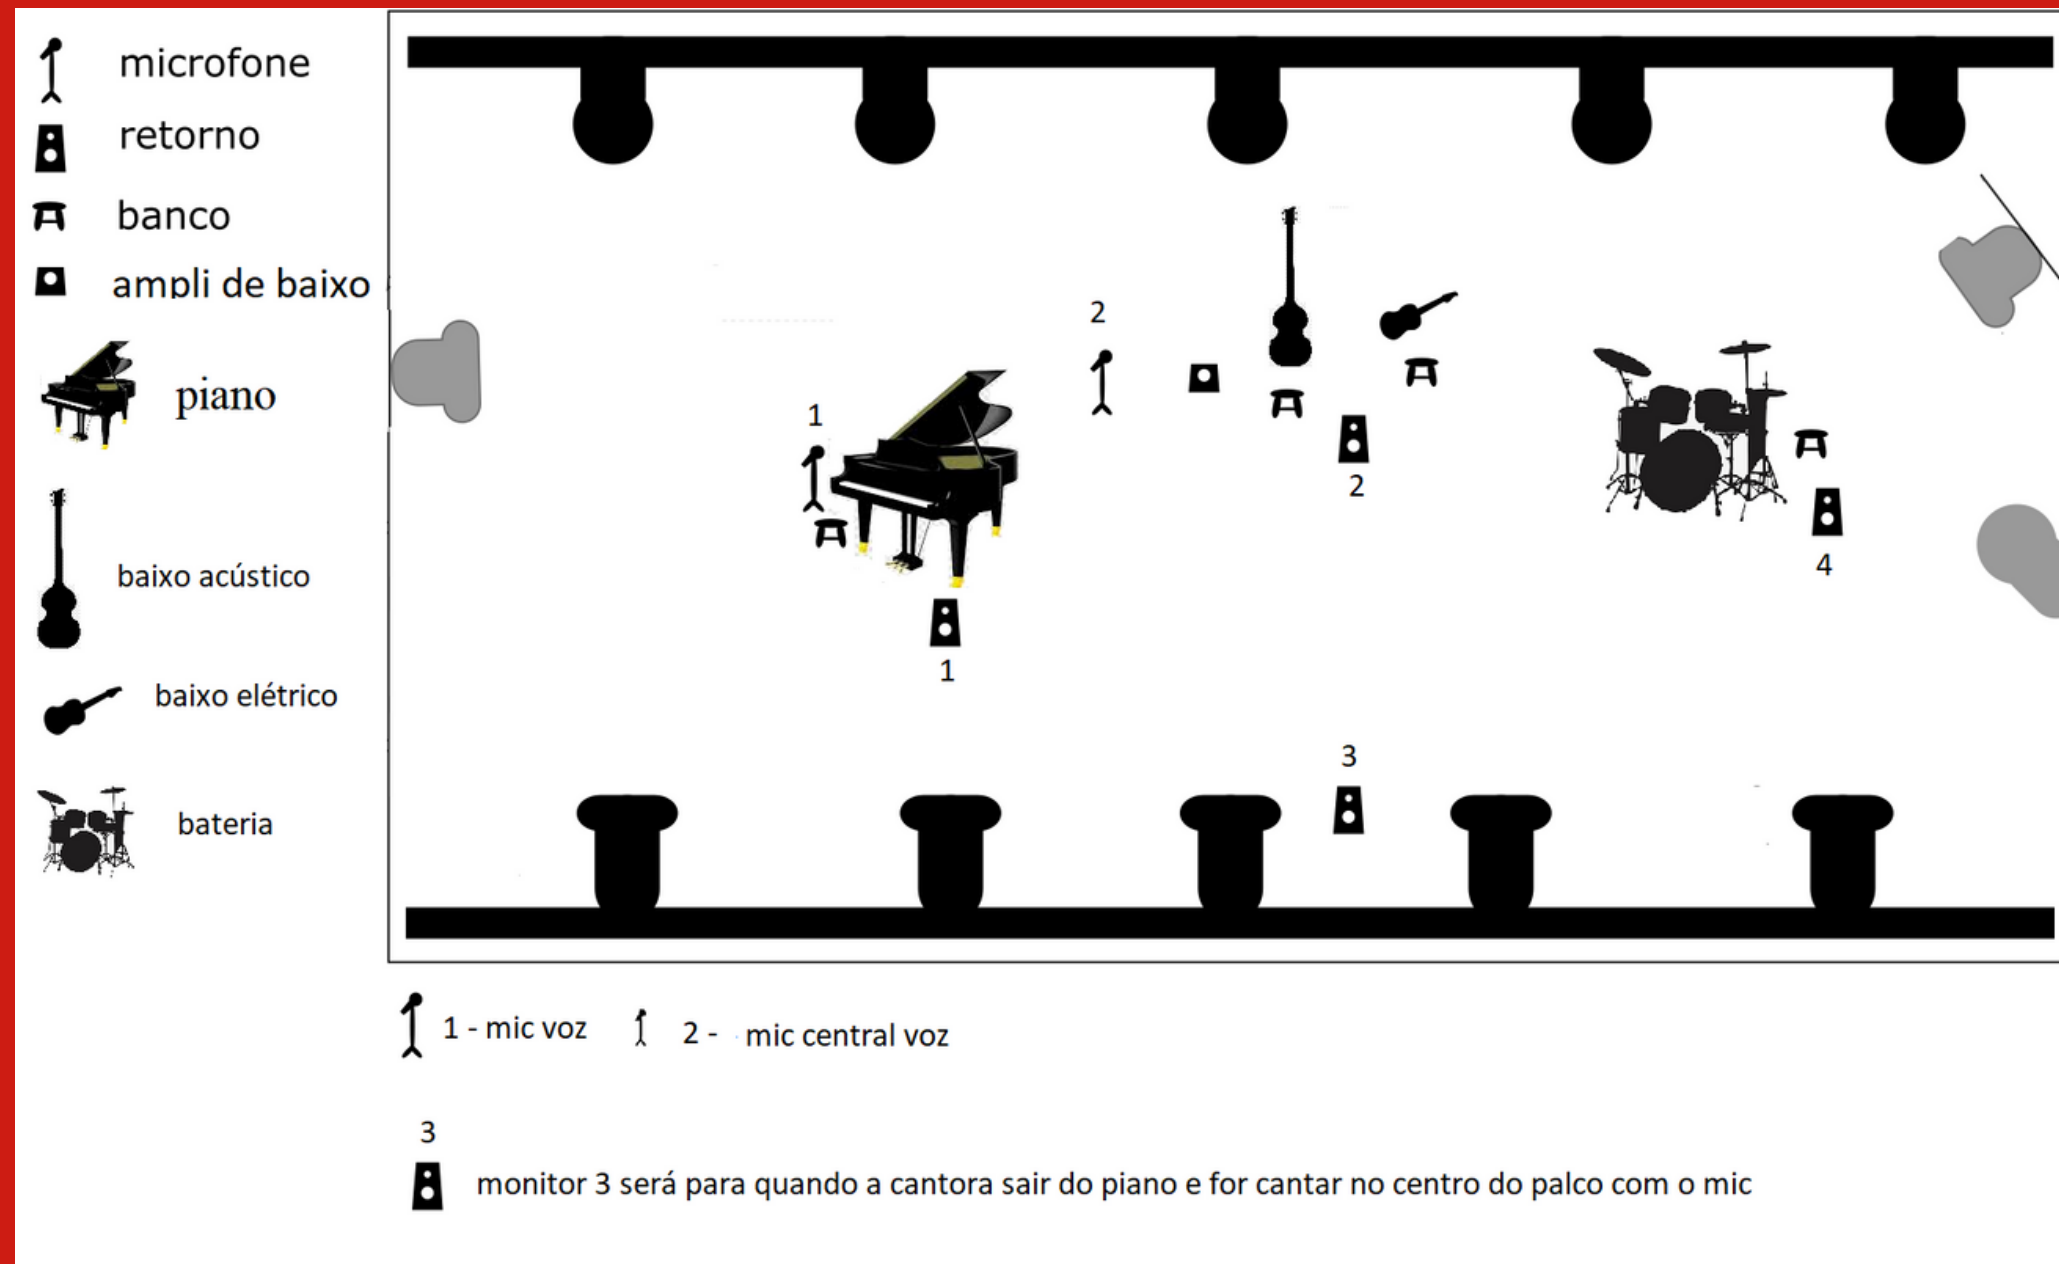 microfone
retorno
banco
ampli de baixo
piano
baixo acústico
baixo elétrico
bateria
2
1
2
4
1
3
1 - mic voz
2 - mic central voz
3
monitor 3 será para quando a cantora sair do piano e for cantar no centro do palco com o mic